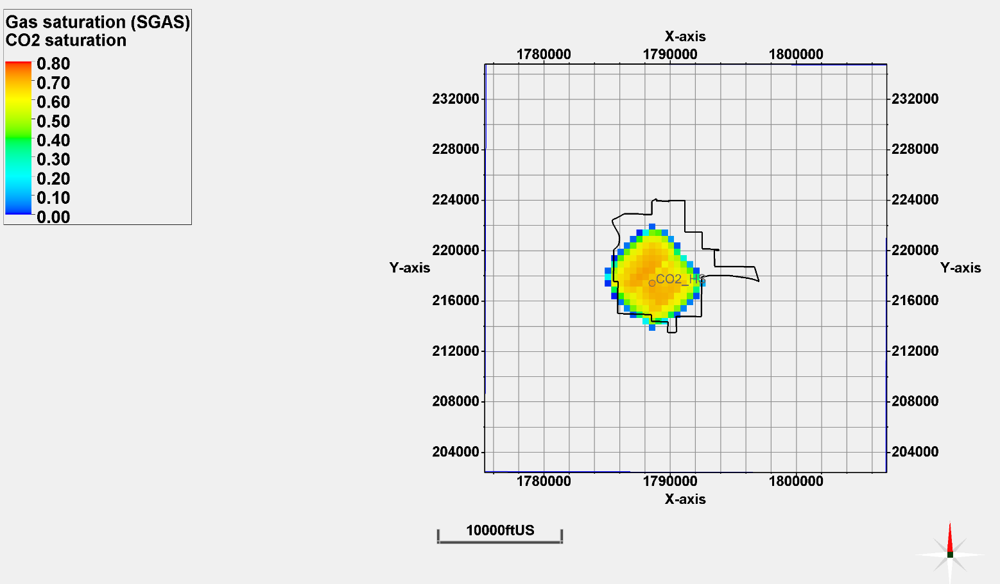 Gas saturation (SGAS)
CO2 saturation
0.80
0.70
0.60
0.50
0.40
0.30
0.20
0.10
0.00
X-axis
1780000 1790000 1800000
232000 232000
228000 228000
224000 224000
220000 220000
Y-axis Y-axis
CO2_HS
216000 216000
212000 212000
208000 208000
204000 204000
1780000 1790000 1800000
X-axis
10000ftUS